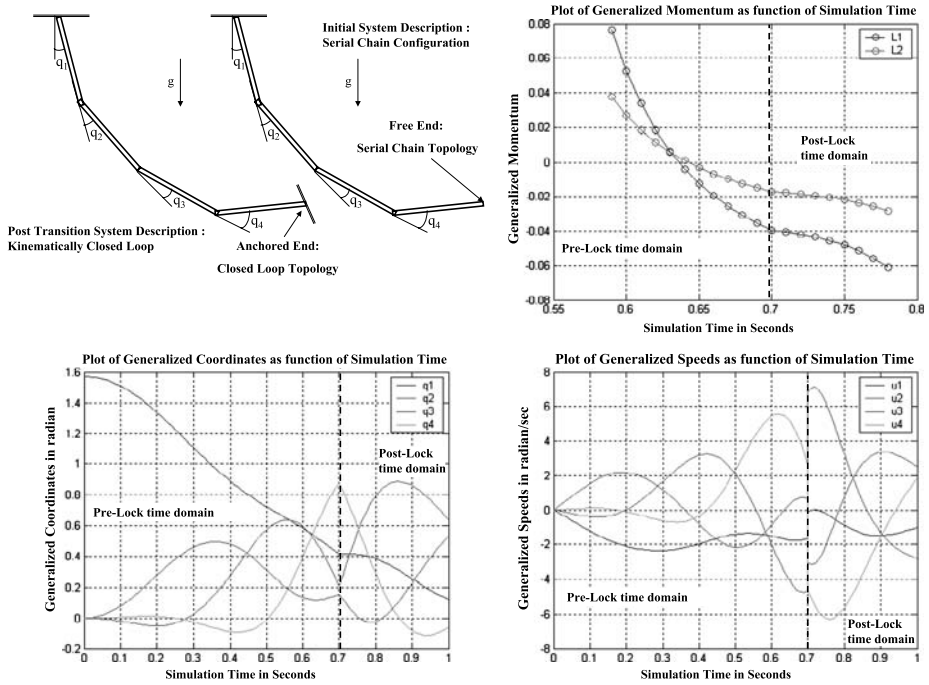 Initial System Description :
Serial Chain Configuration
q1
q1
g
g
q2
q2
Free End:
Serial Chain Topology
q3
q3
q4
q4
Post Transition System Description :
Kinematically Closed Loop
Anchored End:
Closed Loop Topology
Plot of Generalized Momentum as function of Simulation Time
0.08
0.06
0.04
0.02
0
-0.02
-0.04
-0.06
-0.08
L1
L2
Generalized Momentum
Post-Lock
time domain
Pre-Lock time domain
0.55 0.6 0.65 0.7 0.75 0.8
Simulation Time in Seconds
Plot of Generalized Coordinates as function of Simulation Time
1.6
1.4
1.2
1
0.8
0.6
0.4
0.2
0
-0.2
q1
q2
q3
q4
Generalized Coordinates in radian
Post-Lock
time domain
Pre-Lock time domain
0 0.1 0.2 0.3 0.4 0.5 0.6 0.7 0.8 0.9 1
Simulation Time in Seconds
Plot of Generalized Speeds as function of Simulation Time
8
6
4
2
0
-2
-4
-6
-8
u1
u2
u3
u4
Generalized Speeds in radian/sec
Pre-Lock time domain
Post-Lock
time domain
0 0.1 0.2 0.3 0.4 0.5 0.6 0.7 0.8 0.9 1
Simulation Time in Seconds